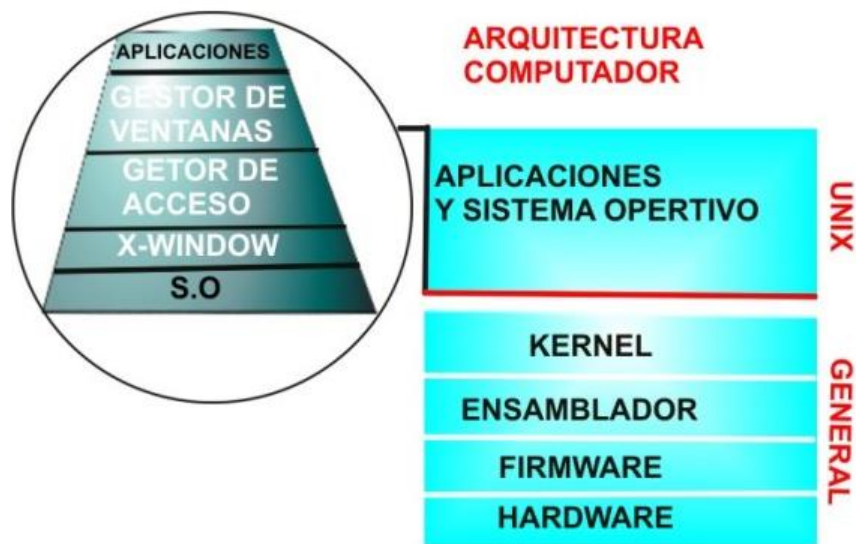 APLICACIONES
GESTOR DE
VENTANAS
GETOR DE
ACCESO
X-WINDOW
S.O
ARQUITECTURA
COMPUTADOR
APLICACIONES
Y SISTEMA OPERTIVO
UNIX
KERNEL
ENSAMBLADOR
FIRMWARE
HARDWARE
GENERAL